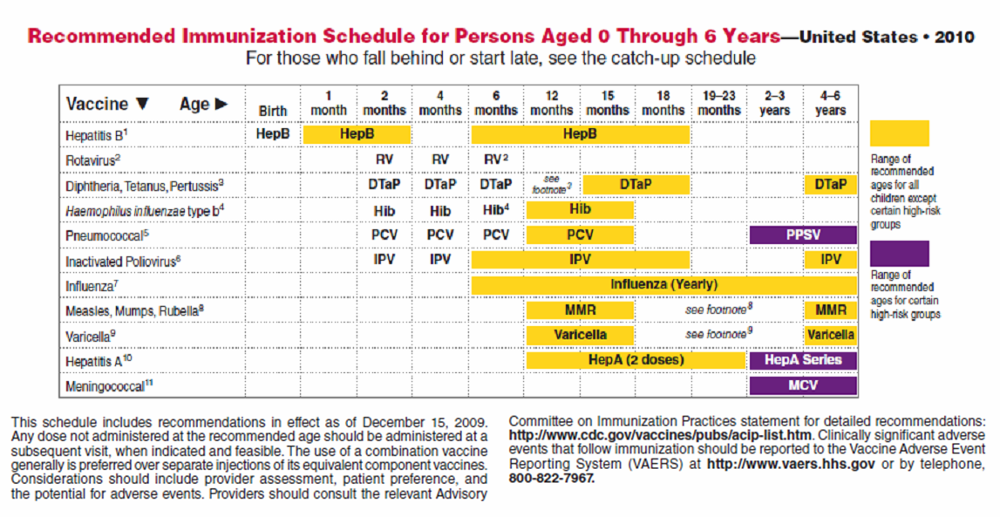 Recommended Immunization Schedule for Persons Aged 0 Through 6 Years—United States • 2010
For those who fall behind or start late, see the catch-up schedule
Vaccine ▼ Age ► Birth 1 month 2 months 4 months 6 months 12 months 15 months 18 months 19–23 months 2–3 years 4–6 years
Hepatitis B1 HepB HepB HepB
Rotavirus2 RV RV RV2
Diphtheria, Tetanus, Pertussis3 DTaP DTaP DTaP see footnote3 DTaP DTaP
Haemophilus influenzae type b4 Hib Hib Hib4 Hib
Pneumococcal5 PCV PCV PCV PCV PPSV
Inactivated Poliovirus6 IPV IPV IPV IPV
Influenza7 Influenza (Yearly)
Measles, Mumps, Rubella8 MMR see footnote8 MMR
Varicella9 Varicella see footnote9 Varicella
Hepatitis A10 HepA (2 doses) HepA Series
Meningococcal11 MCV
Range of
recommended
ages for all
children except
certain high-risk
groups
Range of
recommended
ages for certain
high-risk groups
This schedule includes recommendations in effect as of December 15, 2009.
Any dose not administered at the recommended age should be administered at a
subsequent visit, when indicated and feasible. The use of a combination vaccine
generally is preferred over separate injections of its equivalent component vaccines.
Considerations should include provider assessment, patient preference, and
the potential for adverse events. Providers should consult the relevant Advisory
Committee on Immunization Practices statement for detailed recommendations:
http://www.cdc.gov/vaccines/pubs/acip-list.htm. Clinically significant adverse
events that follow immunization should be reported to the Vaccine Adverse Event
Reporting System (VAERS) at http://www.vaers.hhs.gov or by telephone,
800-822-7967.